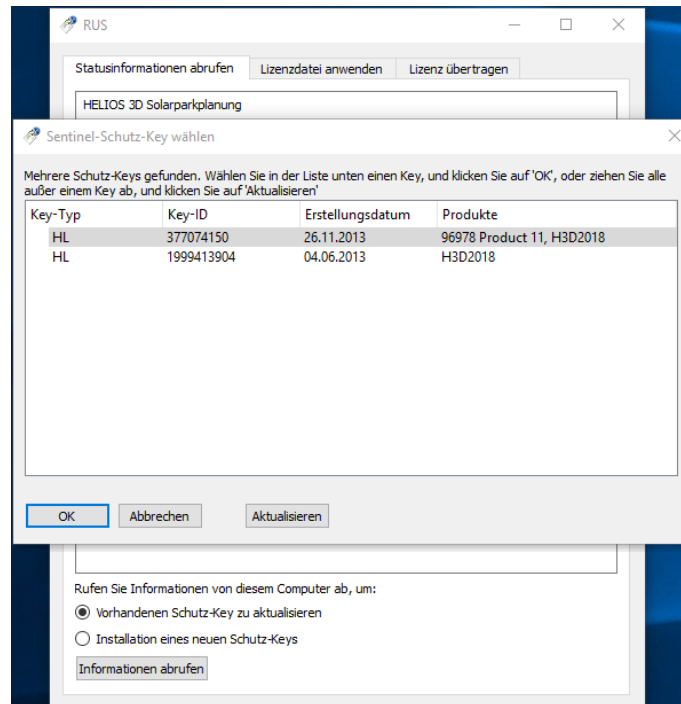 RUS
Statusinformationen abrufen Lizenzdatei anwenden Lizenz übertragen
HELIOS 3D Solarparkplanung
Sentinel-Schutz-Key wählen
Mehrere Schutz-Keys gefunden. Wählen Sie in der Liste unten einen Key, und klicken Sie auf 'OK', oder ziehen Sie alle
außer einem Key ab, und klicken Sie auf 'Aktualisieren'
Key-Typ Key-ID Erstellungsdatum Produkte
HL 377074150 26.11.2013 96978 Product 11, H3D2018
HL 1999413904 04.06.2013 H3D2018
OK Abbrechen Aktualisieren
Rufen Sie Informationen von diesem Computer ab, um:
Vorhandenen Schutz-Key zu aktualisieren
Installation eines neuen Schutz-Keys
Informationen abrufen